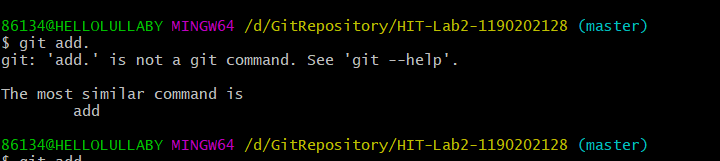 86134@HELLOLULLABY MINGW64 /d/GitRepository/HIT-Lab2-1190202128 (master)
$ git add.
git: 'add.' is not a git command. See 'git --help'.
The most similar command is
add
86134@HELLOLULLABY MINGW64 /d/GitRepository/HIT-Lab2-1190202128 (master)
$ git add